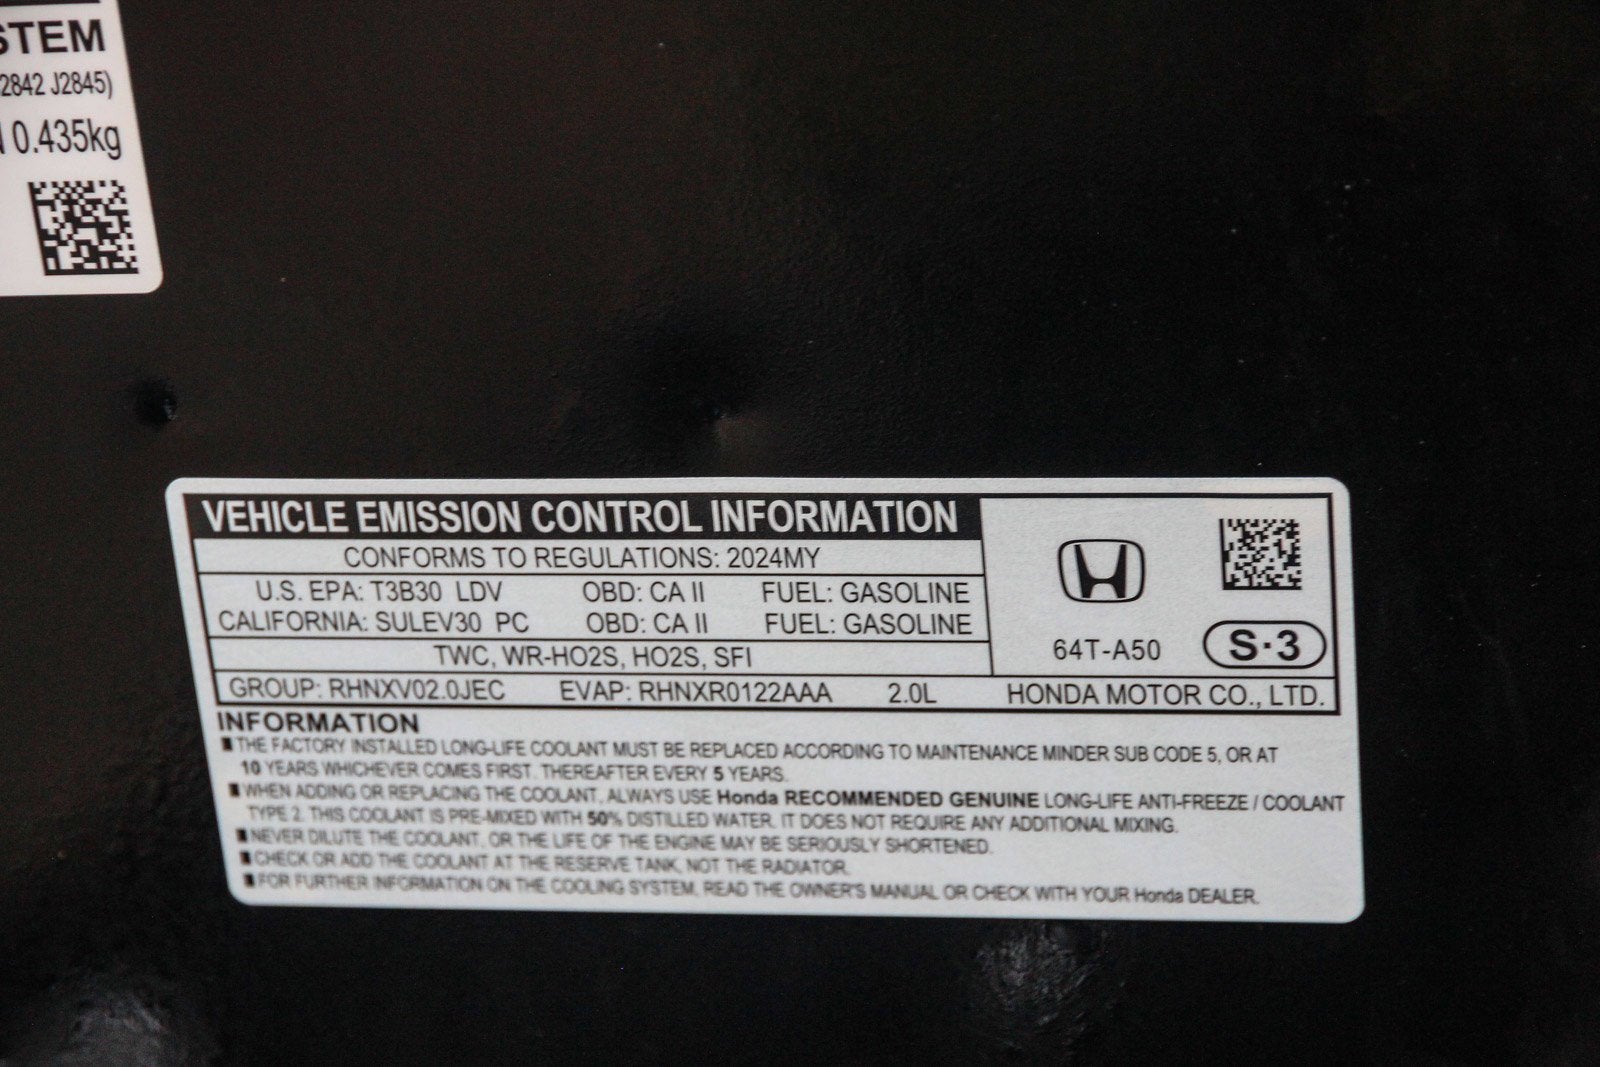 STEM
2842 J2845)
0.435kg
VEHICLE EMISSION CONTROL INFORMATION
CONFORMS TO REGULATIONS: 2024MY
U.S. EPA: T3B30 LDV OBD: CA II FUEL: GASOLINE
CALIFORNIA: SULEV30 PC OBD: CA II FUEL: GASOLINE
TWC, WR-HO2S, HO2S, SFI
64T-A50 S·3
GROUP: RHNXV02.0JEC EVAP: RHNXR0122AAA 2.0L HONDA MOTOR CO., LTD.
INFORMATION
■THE FACTORY INSTALLED LONG-LIFE COOLANT MUST BE REPLACED ACCORDING TO MAINTENANCE MINDER SUB CODE 5, OR AT
10 YEARS WHICHEVER COMES FIRST. THEREAFTER EVERY 5 YEARS.
■WHEN ADDING OR REPLACING THE COOLANT, ALWAYS USE Honda RECOMMENDED GENUINE LONG-LIFE ANTI-FREEZE / COOLANT
TYPE 2. THIS COOLANT IS PRE-MIXED WITH 50% DISTILLED WATER. IT DOES NOT REQUIRE ANY ADDITIONAL MIXING.
■NEVER DILUTE THE COOLANT, OR THE LIFE OF THE ENGINE MAY BE SERIOUSLY SHORTENED.
■CHECK OR ADD THE COOLANT AT THE RESERVE TANK, NOT THE RADIATOR.
■FOR FURTHER INFORMATION ON THE COOLING SYSTEM, READ THE OWNER'S MANUAL OR CHECK WITH YOUR Honda DEALER.